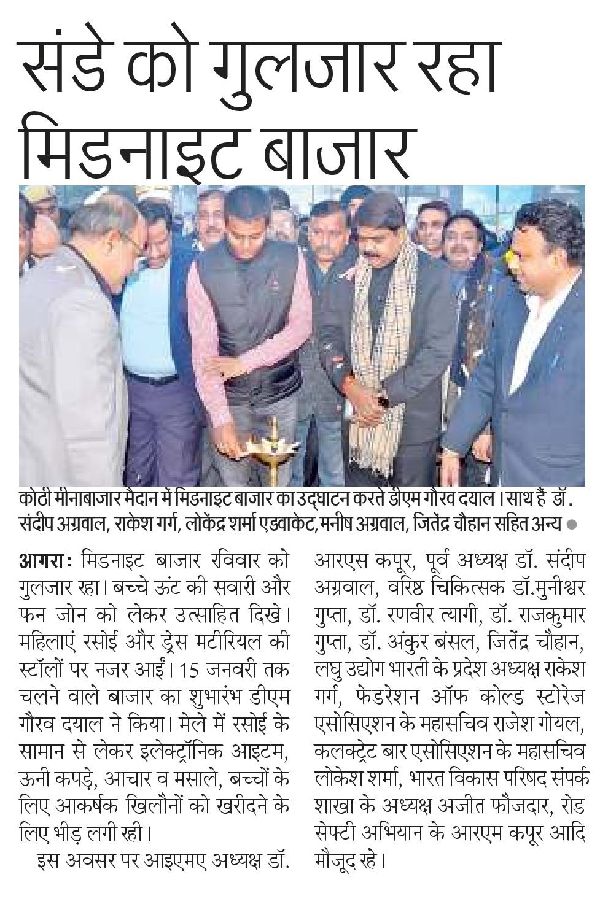 संडे को गुलजार रहा
मिडनाइट बाजार
कोठी मीनाबाजार मैदान में मिडनाइट बाजार का उद्घाटन करते डीएम गौरव दयाल। साथ हैं डॉ.
संदीप अग्रवाल, राकेश गर्ग, लोकेंद्र शर्मा एडवाकेट, मनीष अग्रवाल, जितेंद्र चौहान सहित अन्य ●
आगरा: मिडनाइट बाजार रविवार को
गुलजार रहा। बच्चे ऊंट की सवारी और
फन जोन को लेकर उत्साहित दिखे।
महिलाएं रसोई और ड्रेस मटीरियल की
स्टॉलों पर नजर आईं। 15 जनवरी तक
चलने वाले बाजार का शुभारंभ डीएम
गौरव दयाल ने किया। मेले में रसोई के
सामान से लेकर इलेक्ट्रॉनिक आइटम,
ऊनी कपड़े, आचार व मसाले, बच्चों के
लिए आकर्षक खिलौनों को खरीदने के
लिए भीड़ लगी रही।
इस अवसर पर आइएमए अध्यक्ष डॉ.
आरएस कपूर, पूर्व अध्यक्ष डॉ. संदीप
अग्रवाल, वरिष्ठ चिकित्सक डॉ.मुनीश्वर
गुप्ता, डॉ. रणवीर त्यागी, डॉ. राजकुमार
गुप्ता, डॉ. अंकुर बंसल, जितेंद्र चौहान,
लघु उद्योग भारती के प्रदेश अध्यक्ष राकेश
गर्ग, फेडरेशन ऑफ कोल्ड स्टोरेज
एसोसिएशन के महासचिव राजेश गोयल,
कलक्ट्रेट बार एसोसिएशन के महासचिव
लोकेश शर्मा, भारत विकास परिषद संपर्क
शाखा के अध्यक्ष अजीत फौजदार, रोड
सेफ्टी अभियान के आरएम कपूर आदि
मौजूद रहे।